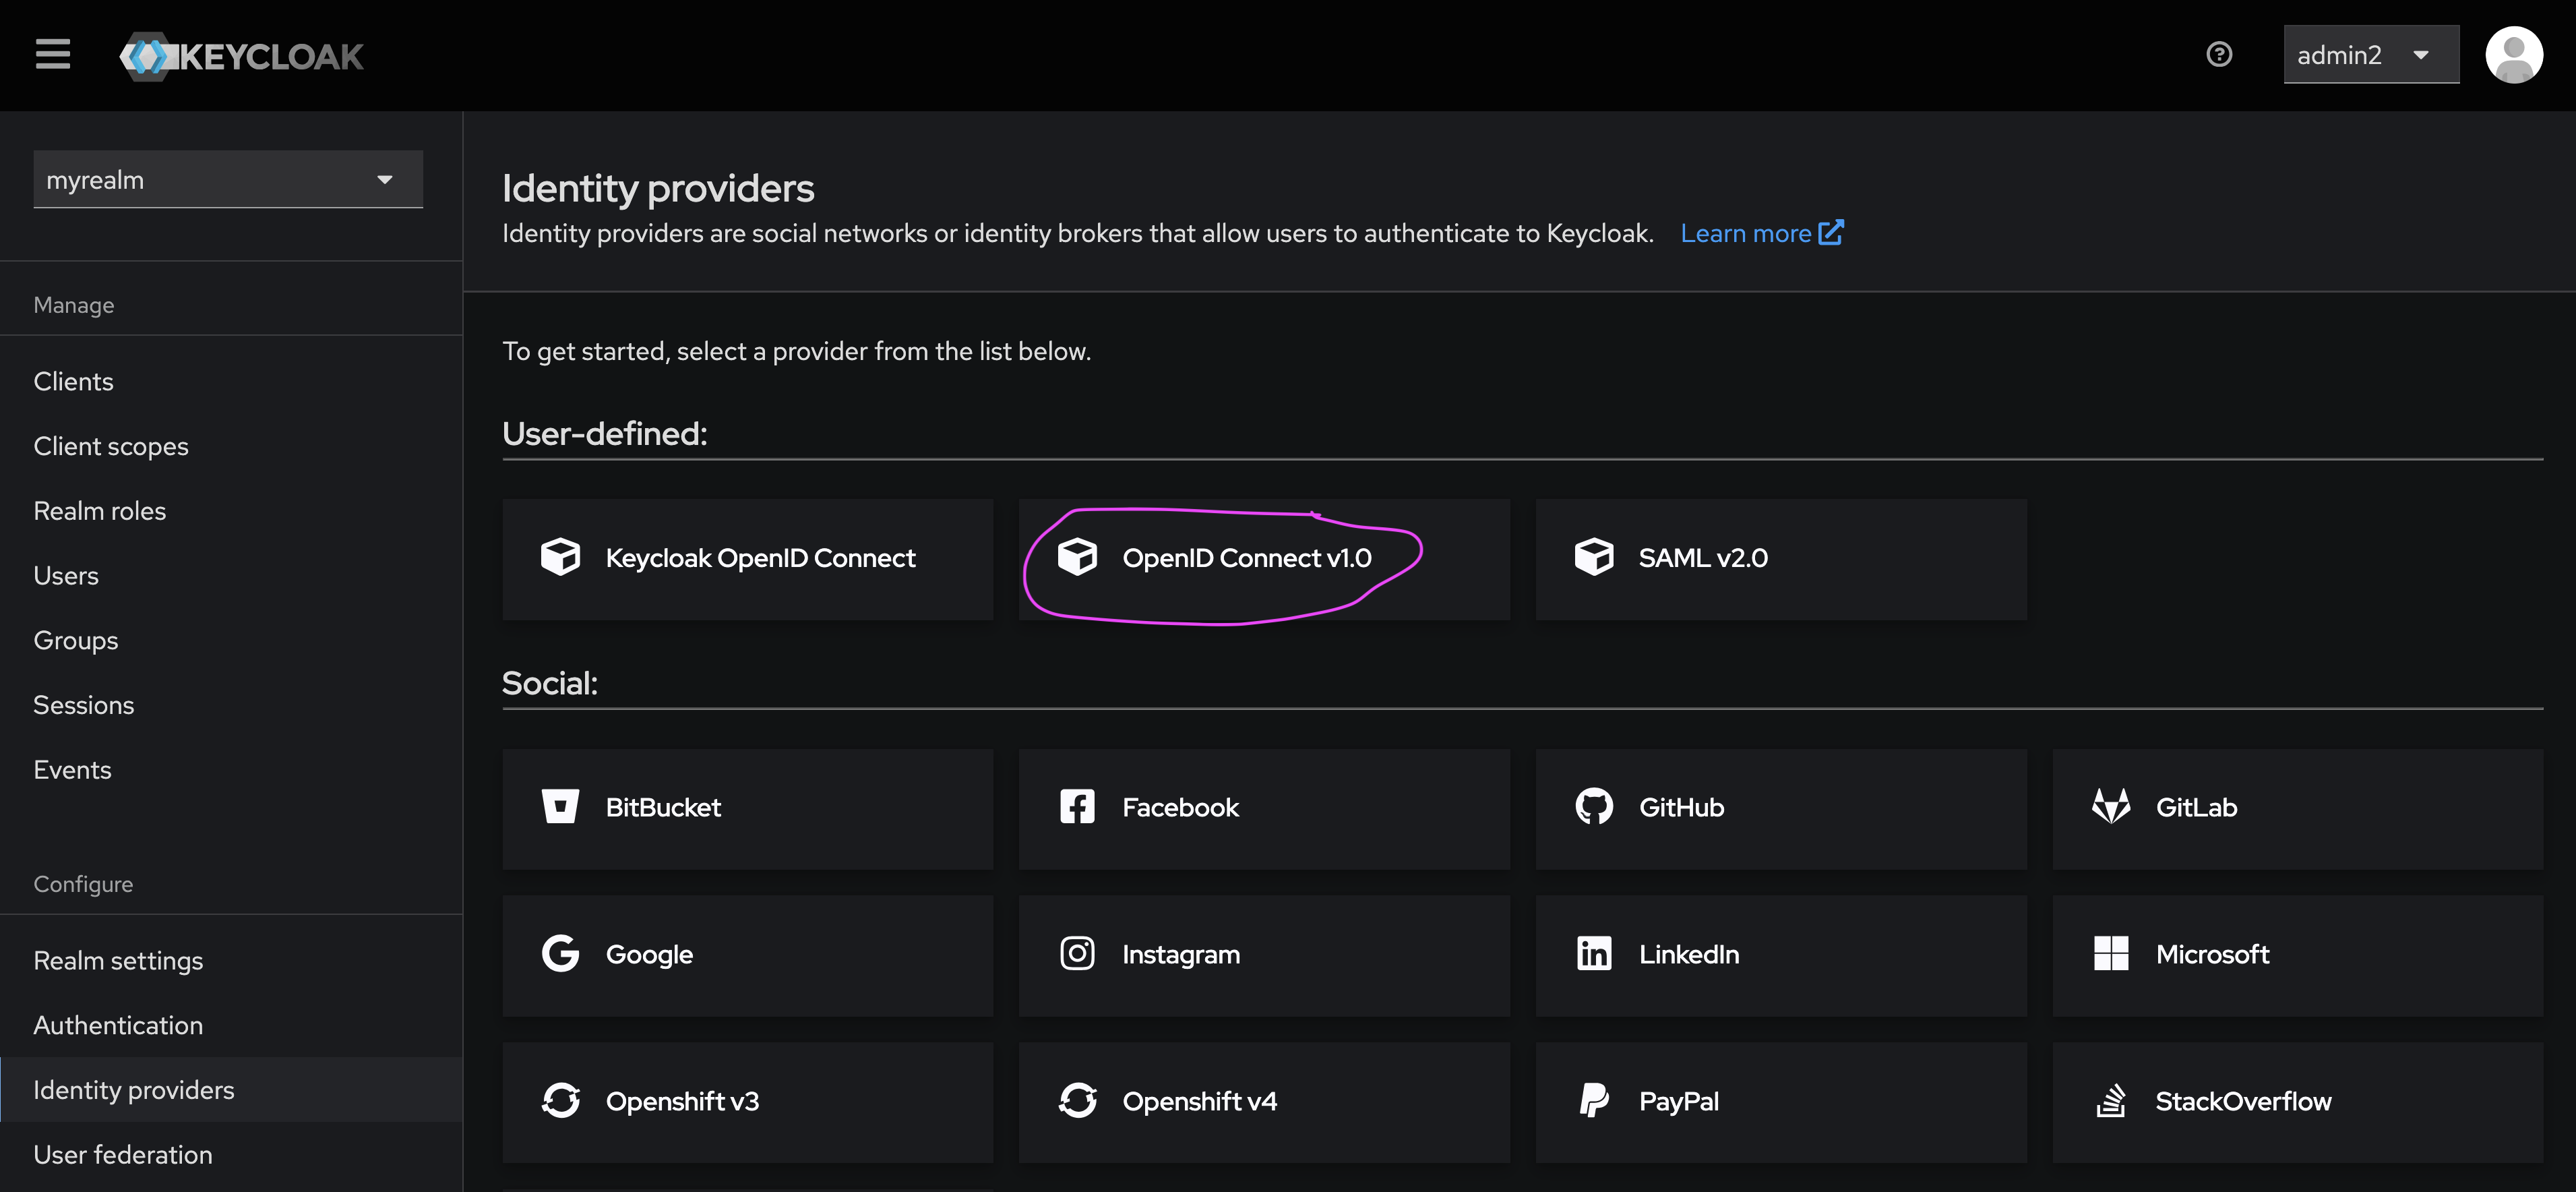 KEYCLOAK
admin2
myrealm
Manage
Clients
Client scopes
Realm roles
Users
Groups
Sessions
Events
Configure
Realm settings
Authentication
Identity providers
User federation
Identity providers
Identity providers are social networks or identity brokers that allow users to authenticate to Keycloak. Learn more
To get started, select a provider from the list below.
User-defined:
Keycloak OpenID Connect
OpenID Connect v1.0
SAML v2.0
Social:
BitBucket
Facebook
GitHub
GitLab
Google
Instagram
LinkedIn
Microsoft
Openshift v3
Openshift v4
PayPal
StackOverflow